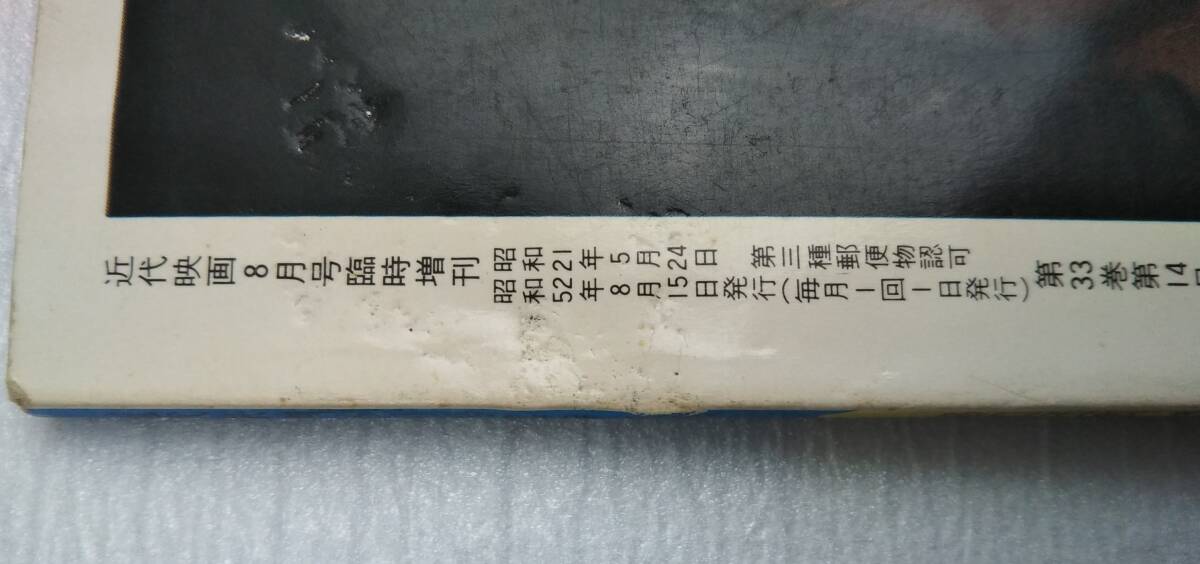 近代映画8月号臨時増刊
昭和21年5月24日 第三種郵便物認可
昭和52年8月15日発行(毎月1回1日発行)
第33巻第14